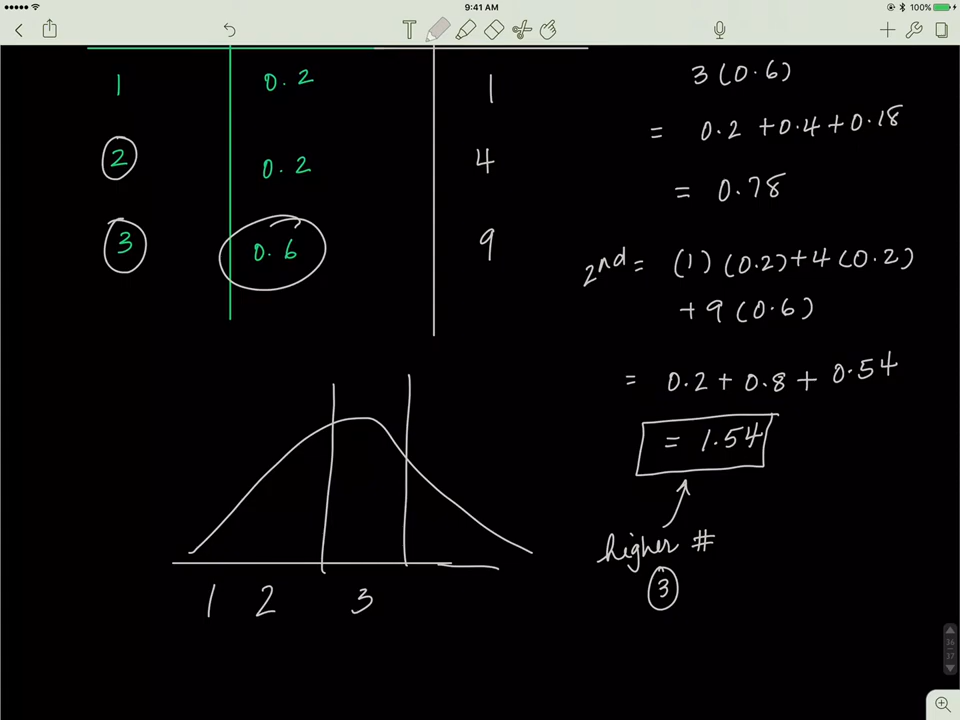 9:41 AM
100%
T
1 0.2 1
2 0.2 4
3 0.6 9
3(0.6)
= 0.2 +0.4+0.18
= 0.78
2nd= (1)(0.2)+4(0.2)
+9(0.6)
= 0.2+0.8+0.54
= 1.54
higher #
3
1 2 3
36
37